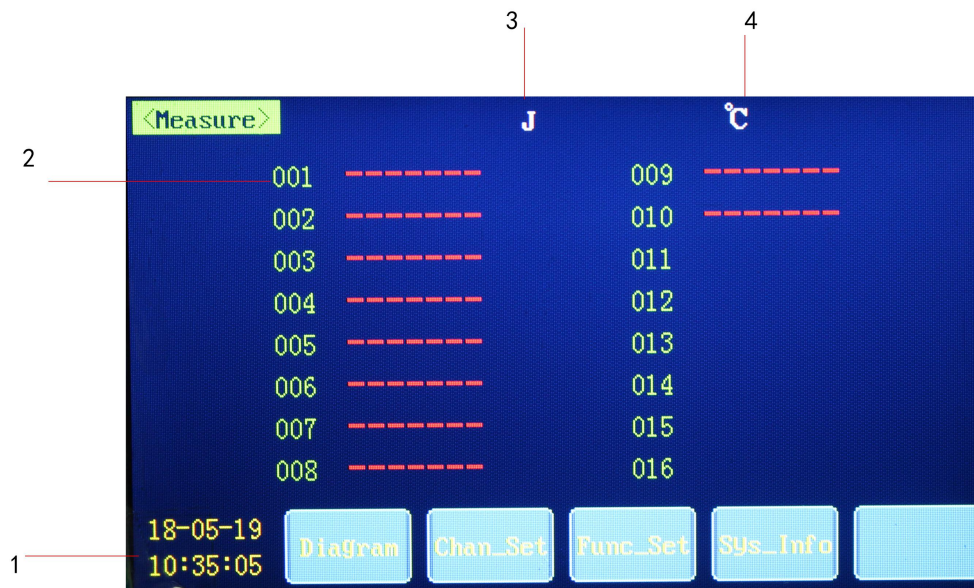 3 4
<Measure> J ℃
2
001 ------- 009 -------
002 ------- 010 -------
003 ------- 011
004 ------- 012
005 ------- 013
006 ------- 014
007 ------- 015
008 ------- 016
1
18-05-19
10:35:05
Diagram Chan_Set Func_Set Sys_Info